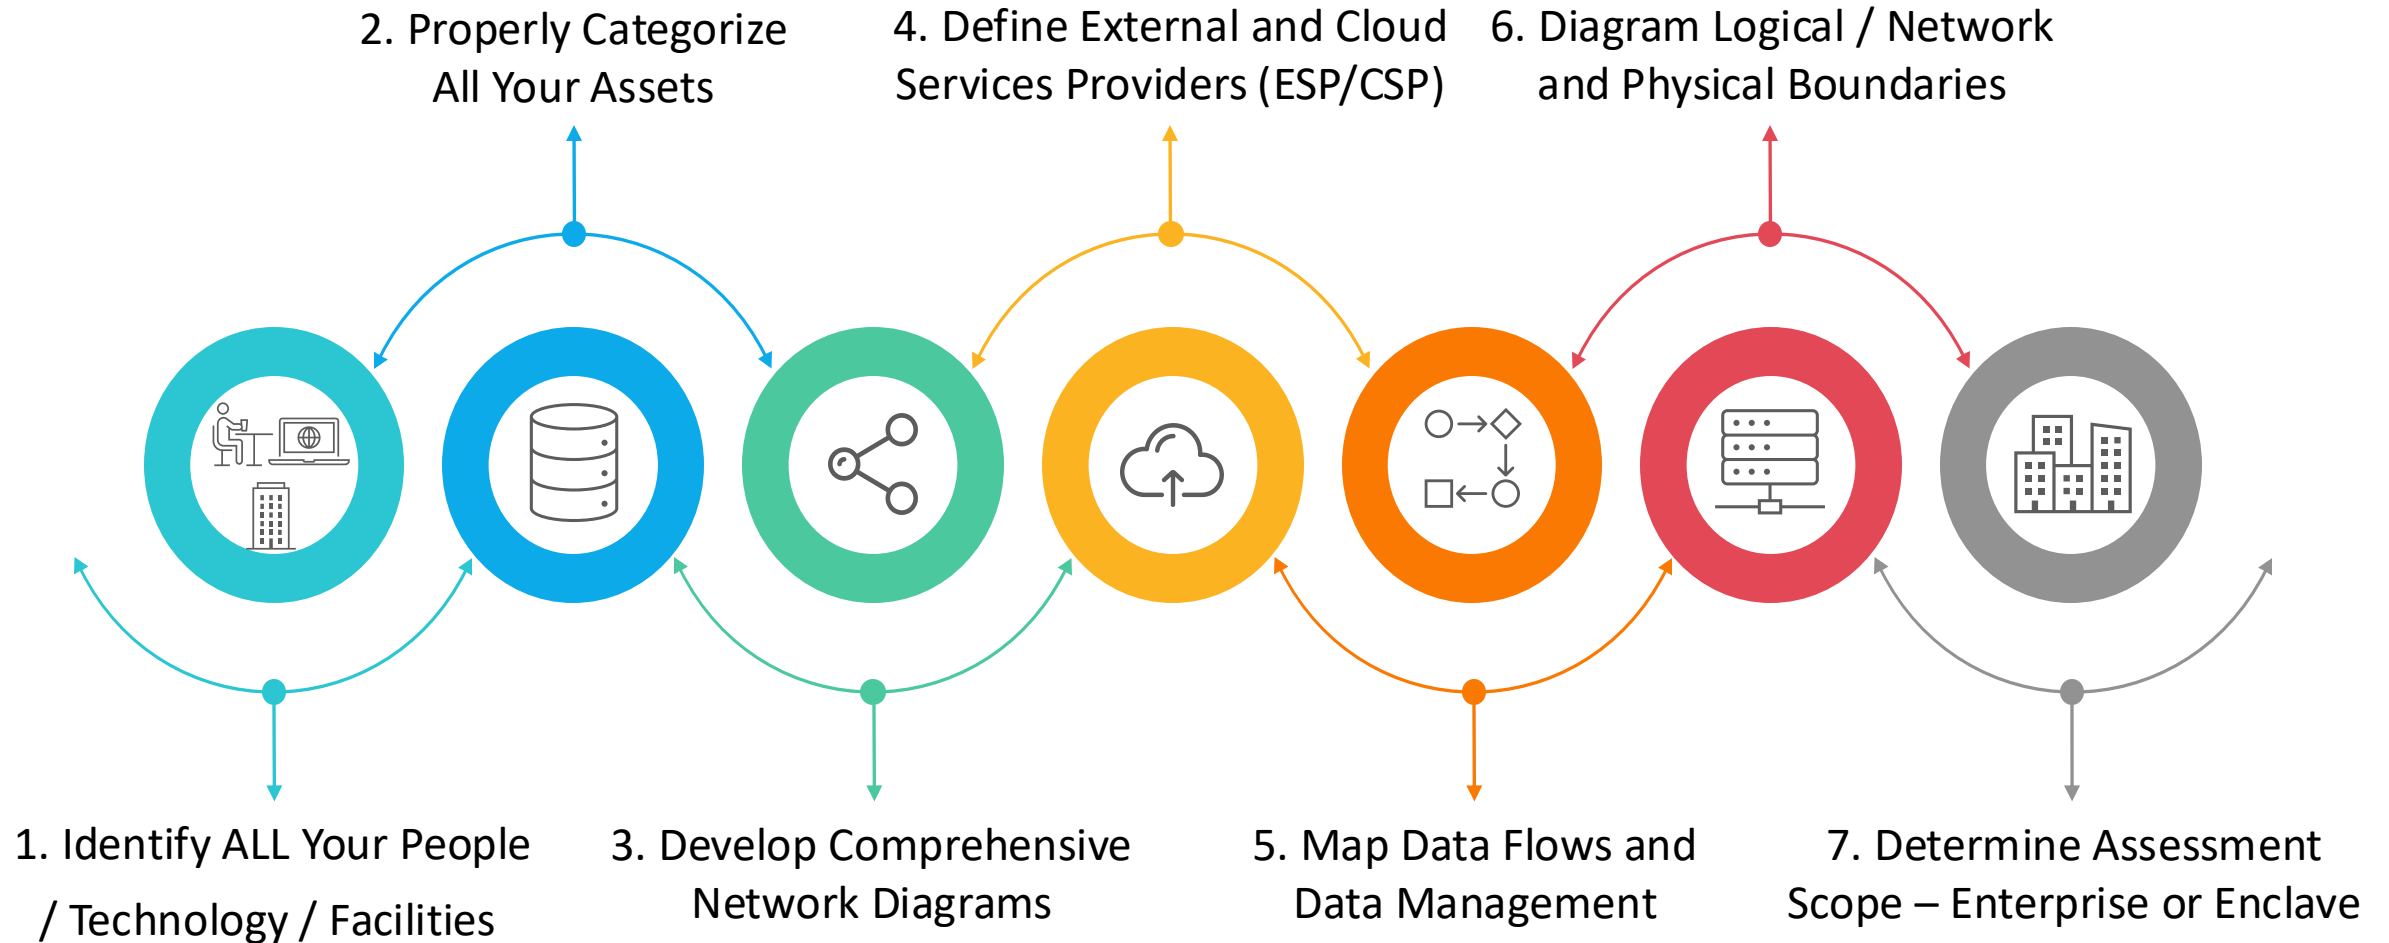 2. Properly Categorize
All Your Assets
4. Define External and Cloud
Services Providers (ESP/CSP)
6. Diagram Logical / Network
and Physical Boundaries
1. Identify ALL Your People
/ Technology / Facilities
3. Develop Comprehensive
Network Diagrams
5. Map Data Flows and
Data Management
7. Determine Assessment
Scope – Enterprise or Enclave